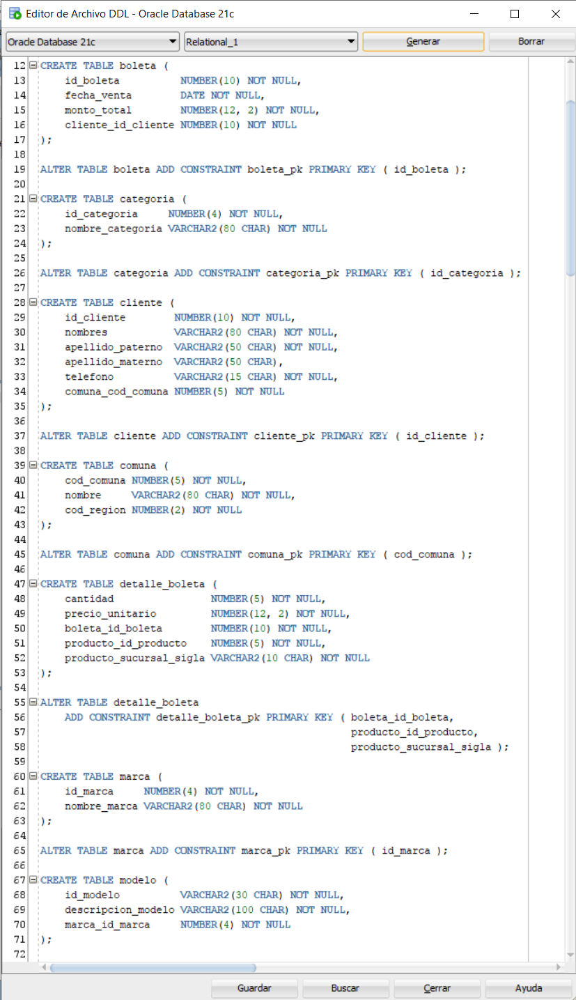 Editor de Archivo DDL - Oracle Database 21c
Oracle Database 21c Relational_1 Generar Borrar
12 CREATE TABLE boleta (
13 id_boleta NUMBER(10) NOT NULL,
14 fecha_venta DATE NOT NULL,
15 monto_total NUMBER(12, 2) NOT NULL,
16 cliente_id_cliente NUMBER(10) NOT NULL
17 );
18
19 ALTER TABLE boleta ADD CONSTRAINT boleta_pk PRIMARY KEY ( id_boleta );
20
21 CREATE TABLE categoria (
22 id_categoria NUMBER(4) NOT NULL,
23 nombre_categoria VARCHAR2(80 CHAR) NOT NULL
24 );
25
26 ALTER TABLE categoria ADD CONSTRAINT categoria_pk PRIMARY KEY ( id_categoria );
27
28 CREATE TABLE cliente (
29 id_cliente NUMBER(10) NOT NULL,
30 nombres VARCHAR2(80 CHAR) NOT NULL,
31 apellido_paterno VARCHAR2(50 CHAR) NOT NULL,
32 apellido_materno VARCHAR2(50 CHAR),
33 telefono VARCHAR2(15 CHAR) NOT NULL,
34 comuna_cod_comuna NUMBER(5) NOT NULL
35 );
36
37 ALTER TABLE cliente ADD CONSTRAINT cliente_pk PRIMARY KEY ( id_cliente );
38
39 CREATE TABLE comuna (
40 cod_comuna NUMBER(5) NOT NULL,
41 nombre VARCHAR2(80 CHAR) NOT NULL,
42 cod_region NUMBER(2) NOT NULL
43 );
44
45 ALTER TABLE comuna ADD CONSTRAINT comuna_pk PRIMARY KEY ( cod_comuna );
46
47 CREATE TABLE detalle_boleta (
48 cantidad NUMBER(5) NOT NULL,
49 precio_unitario NUMBER(12, 2) NOT NULL,
50 boleta_id_boleta NUMBER(10) NOT NULL,
51 producto_id_producto NUMBER(5) NOT NULL,
52 producto_sucursal_sigla VARCHAR2(10 CHAR) NOT NULL
53 );
54
55 ALTER TABLE detalle_boleta
56 ADD CONSTRAINT detalle_boleta_pk PRIMARY KEY ( boleta_id_boleta,
57 producto_id_producto,
58 producto_sucursal_sigla );
59
60 CREATE TABLE marca (
61 id_marca NUMBER(4) NOT NULL,
62 nombre_marca VARCHAR2(80 CHAR) NOT NULL
63 );
64
65 ALTER TABLE marca ADD CONSTRAINT marca_pk PRIMARY KEY ( id_marca );
66
67 CREATE TABLE modelo (
68 id_modelo VARCHAR2(30 CHAR) NOT NULL,
69 descripcion_modelo VARCHAR2(100 CHAR) NOT NULL,
70 marca_id_marca NUMBER(4) NOT NULL
71 );
72
Guardar Buscar Cerrar Ayuda